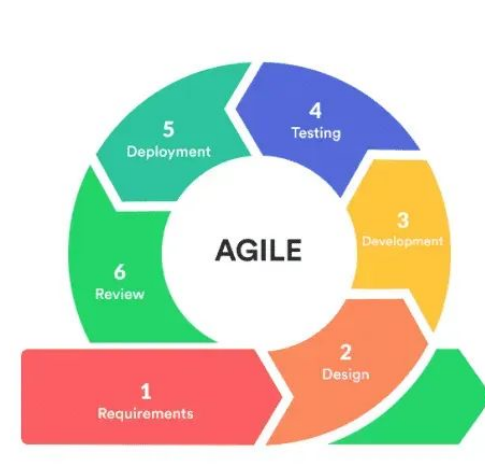 AGILE
1
Requirements
2
Design
3
Development
4
Testing
5
Deployment
6
Review